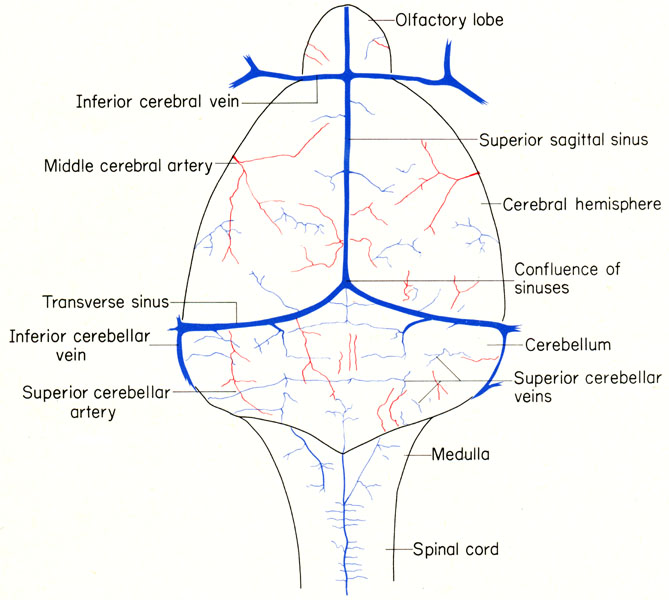 Olfactory lobe
Inferior cerebral vein
Superior sagittal sinus
Middle cerebral artery
Cerebral hemisphere
Confluence of
sinuses
Transverse sinus
Inferior cerebellar
vein
Cerebellum
Superior cerebellar
artery
Superior cerebellar
veins
Medulla
Spinal cord